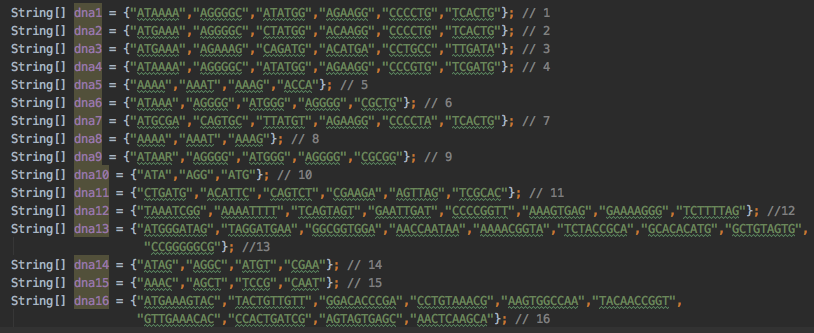 String[] dna1 = {"ATAAAA","AGGGGC","ATATGG","AGAAGG","CCCCTG","TCACTG"}; // 1
String[] dna2 = {"ATGAAA","AGGGGC","CTATGG","ACAAGG","CCCCTG","TCACTG"}; // 2
String[] dna3 = {"ATGAAA","AGAAAG","CAGATG","ACATGA","CCTGCC","TTGATA"}; // 3
String[] dna4 = {"ATAAAA","AGGGGC","ATATGG","AGAAGG","CCCGTG","TCGATG"}; // 4
String[] dna5 = {"AAAA","AAAT","AAAG","ACCA"}; // 5
String[] dna6 = {"ATAAA","AGGGG","ATGGG","AGGGG","CGCTG"}; // 6
String[] dna7 = {"ATGCGA","CAGTGC","TTATGT","AGAAGG","CCCCTA","TCACTG"}; // 7
String[] dna8 = {"AAAA","AAAT","AAAG"}; // 8
String[] dna9 = {"ATAAR","AGGGG","ATGGG","AGGGG","CGCGG"}; // 9
String[] dna10 = {"ATA","AGG","ATG"}; // 10
String[] dna11 = {"CTGATG","ACATTC","CAGTCT","CGAAGA","AGTTAG","TCGCAC"}; // 11
String[] dna12 = {"TAAATCGG","AAAATTTT","TCAGTAGT","GAATTGAT","CCCCGGTT","AAAGTGAG","GAAAAGGG","TCTTTTAG"}; //12
String[] dna13 = {"ATGGGATAG","TAGGATGAA","GGCGGTGGA","AACCAATAA","AAAACGGTA","TCTACCGCA","GCACACATG","GCTGTAGTG",
"CCGGGGGCG"}; //13
String[] dna14 = {"ATAG","AGGC","ATGT","CGAA"}; // 14
String[] dna15 = {"AAAC","AGCT","TCCG","CAAT"}; // 15
String[] dna16 = {"ATGAAAGTAC","TACTGTTGTT","GGACACCCGA","CCTGTAAACG","AAGTGGCCAA","TACAACCGGT",
"GTTGAAACAC","CCACTGATCG","AGTAGTGAGC","AACTCAAGCA"}; // 16